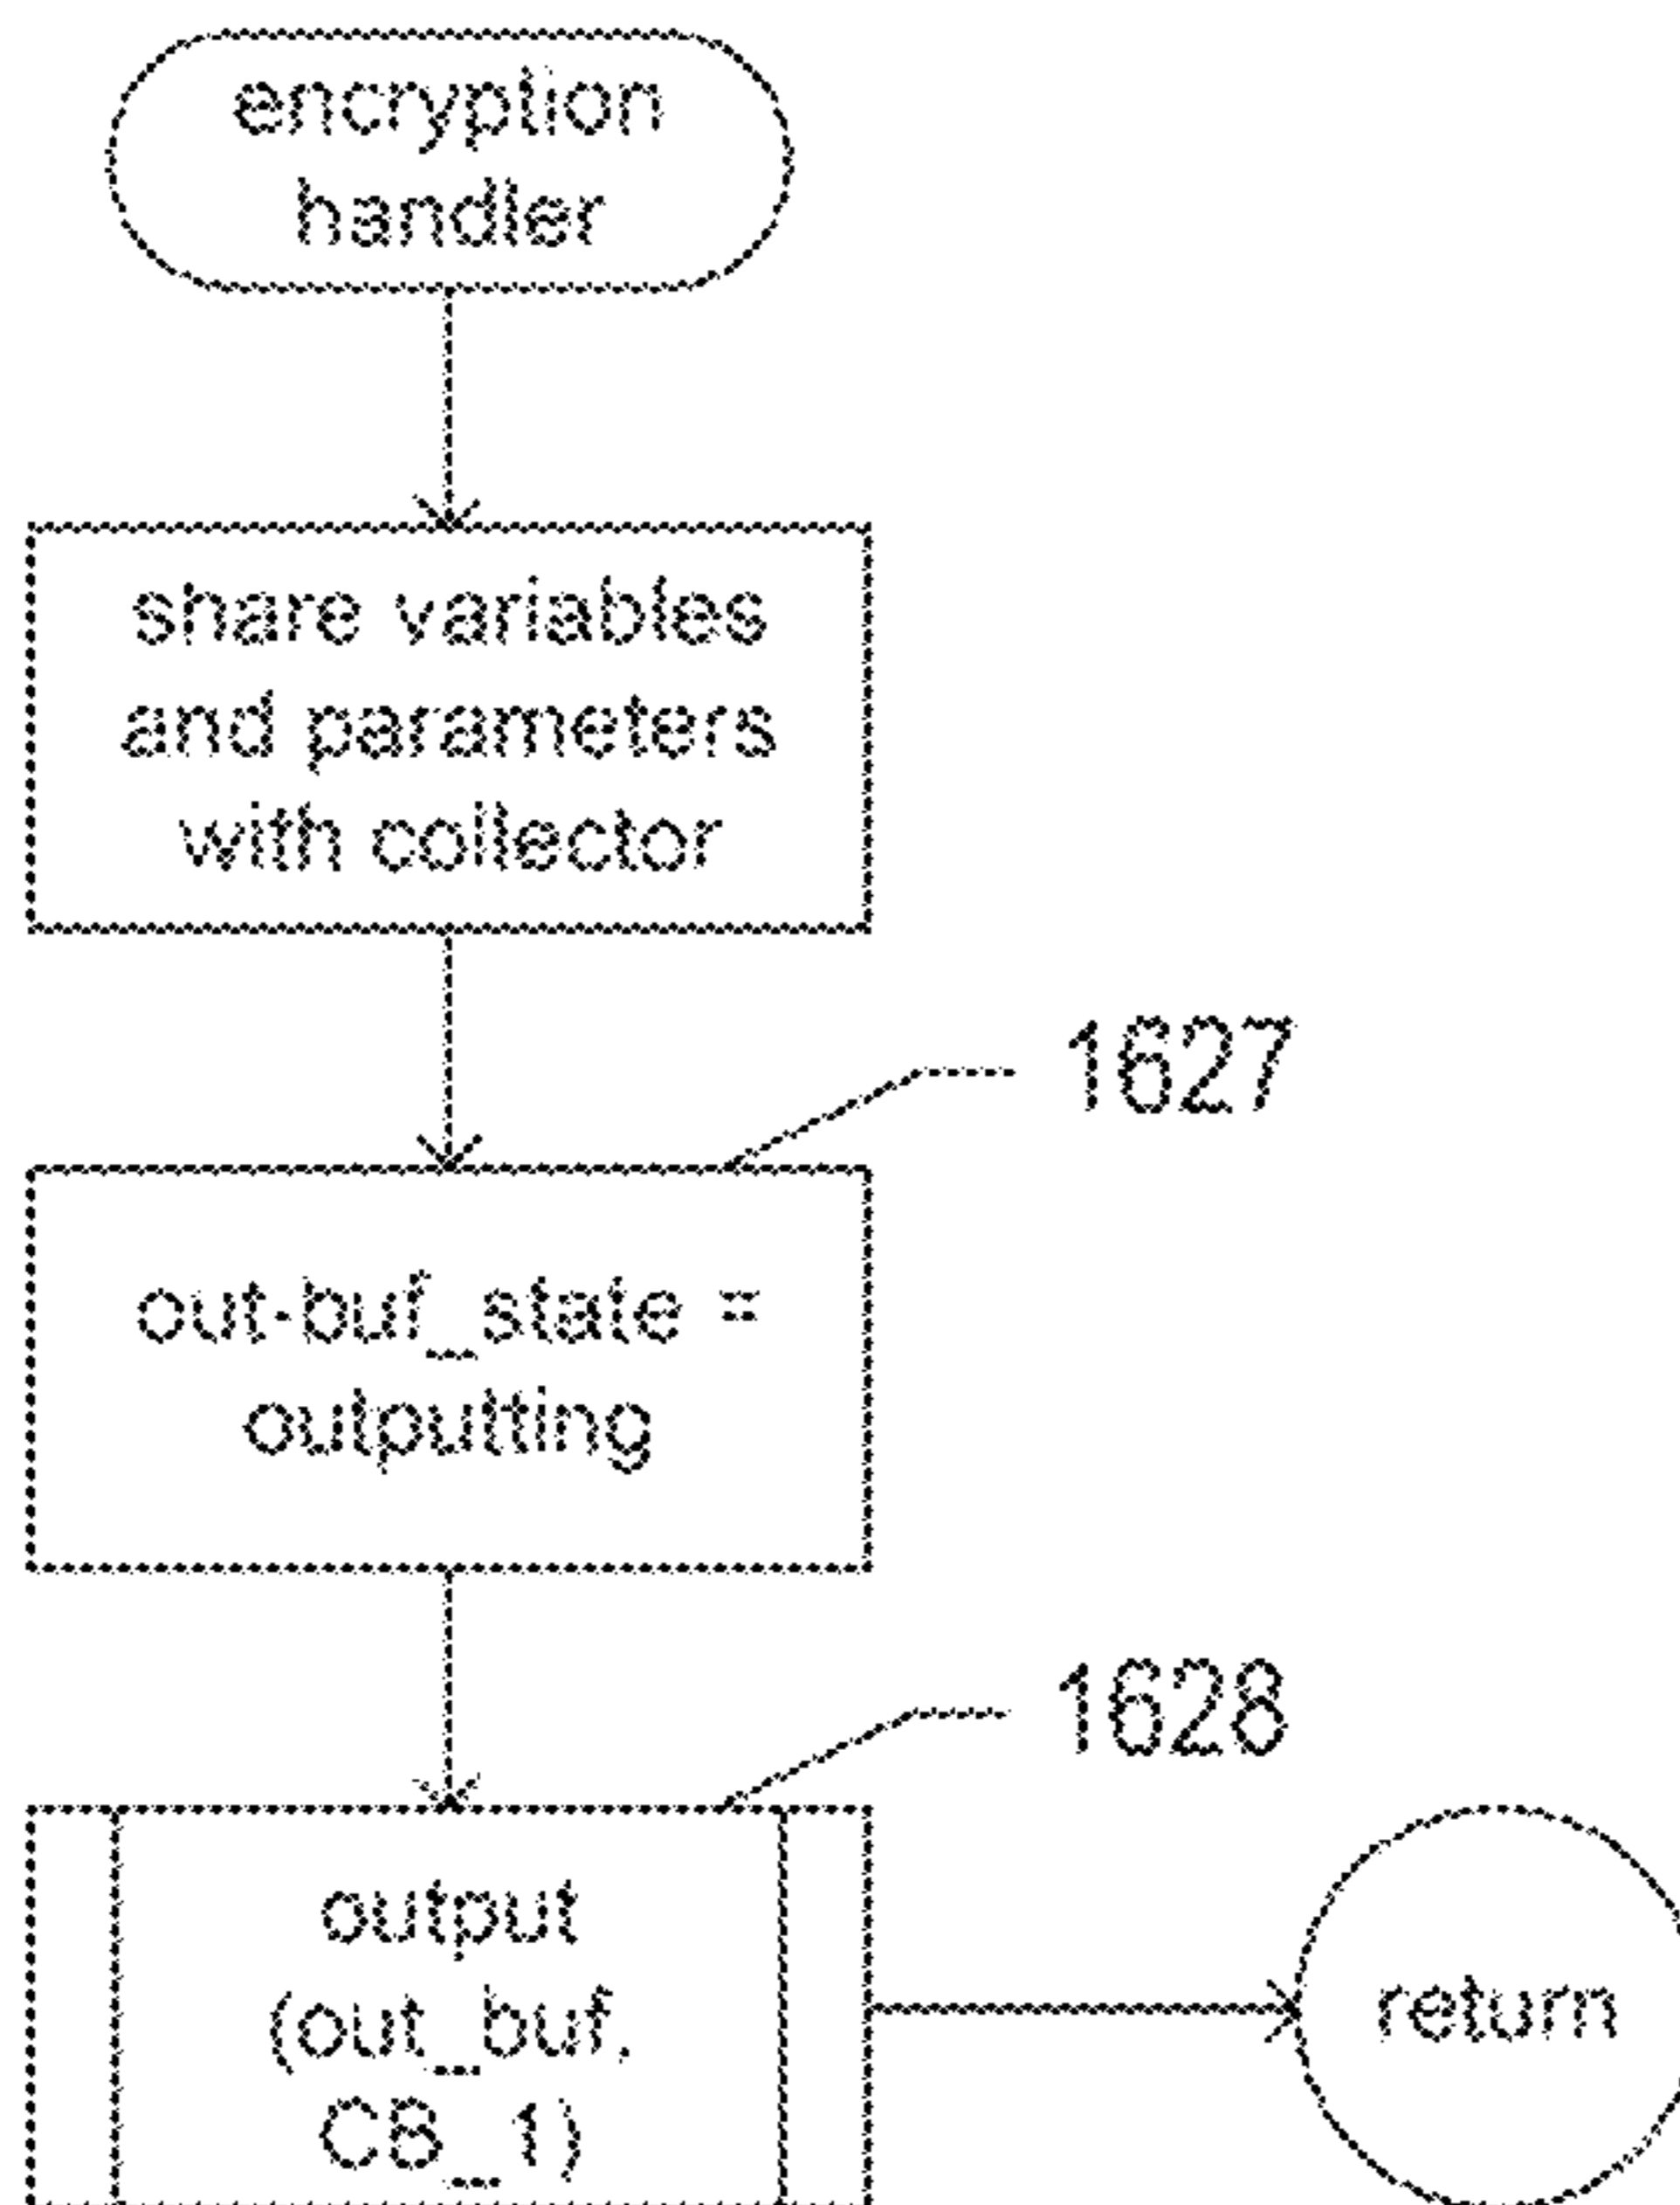 encryption
handler
share variables
and parameters
with collector
1627
out-buf_state =
outputting
1628
output
(out_buf,
CB_1)
return